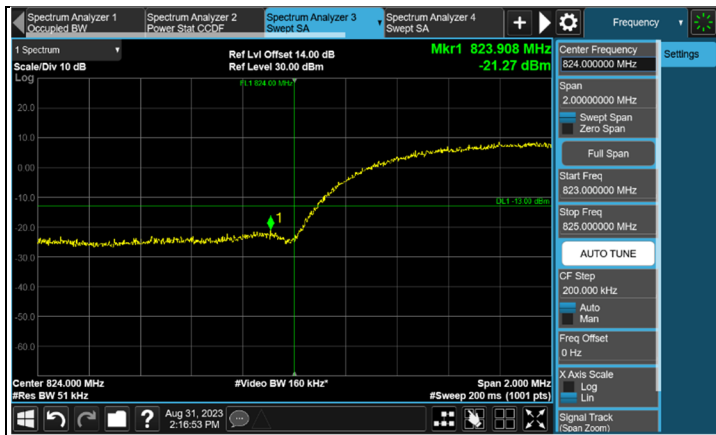 Spectrum Analyzer 1
Occupied BW
Spectrum Analyzer 2
Power Stat CCDF
Spectrum Analyzer 3
Swept SA
Spectrum Analyzer 4
Swept SA
+
Frequency
1 Spectrum
Scale/Div 10 dB
Log
Ref Lvl Offset 14.00 dB
Ref Level 30.00 dBm
Mkr1 823.908 MHz
-21.27 dBm
FL1 824.00 MHz
20.0
10.0
0.00
-10.0
-20.0
-30.0
-40.0
-50.0
-60.0
DL1 -13.00 dBm
1
Center 824.000 MHz
#Res BW 51 kHz
#Video BW 160 kHz*
Span 2.000 MHz
#Sweep 200 ms (1001 pts)
Center Frequency
824.000000 MHz
Settings
Span
2.00000000 MHz
Swept Span
Zero Span
Full Span
Start Freq
823.000000 MHz
Stop Freq
825.000000 MHz
AUTO TUNE
CF Step
200.000 kHz
Auto
Man
Freq Offset
0 Hz
X Axis Scale
Log
Lin
Signal Track
(Span Zoom)
?
Aug 31, 2023
2:16:53 PM